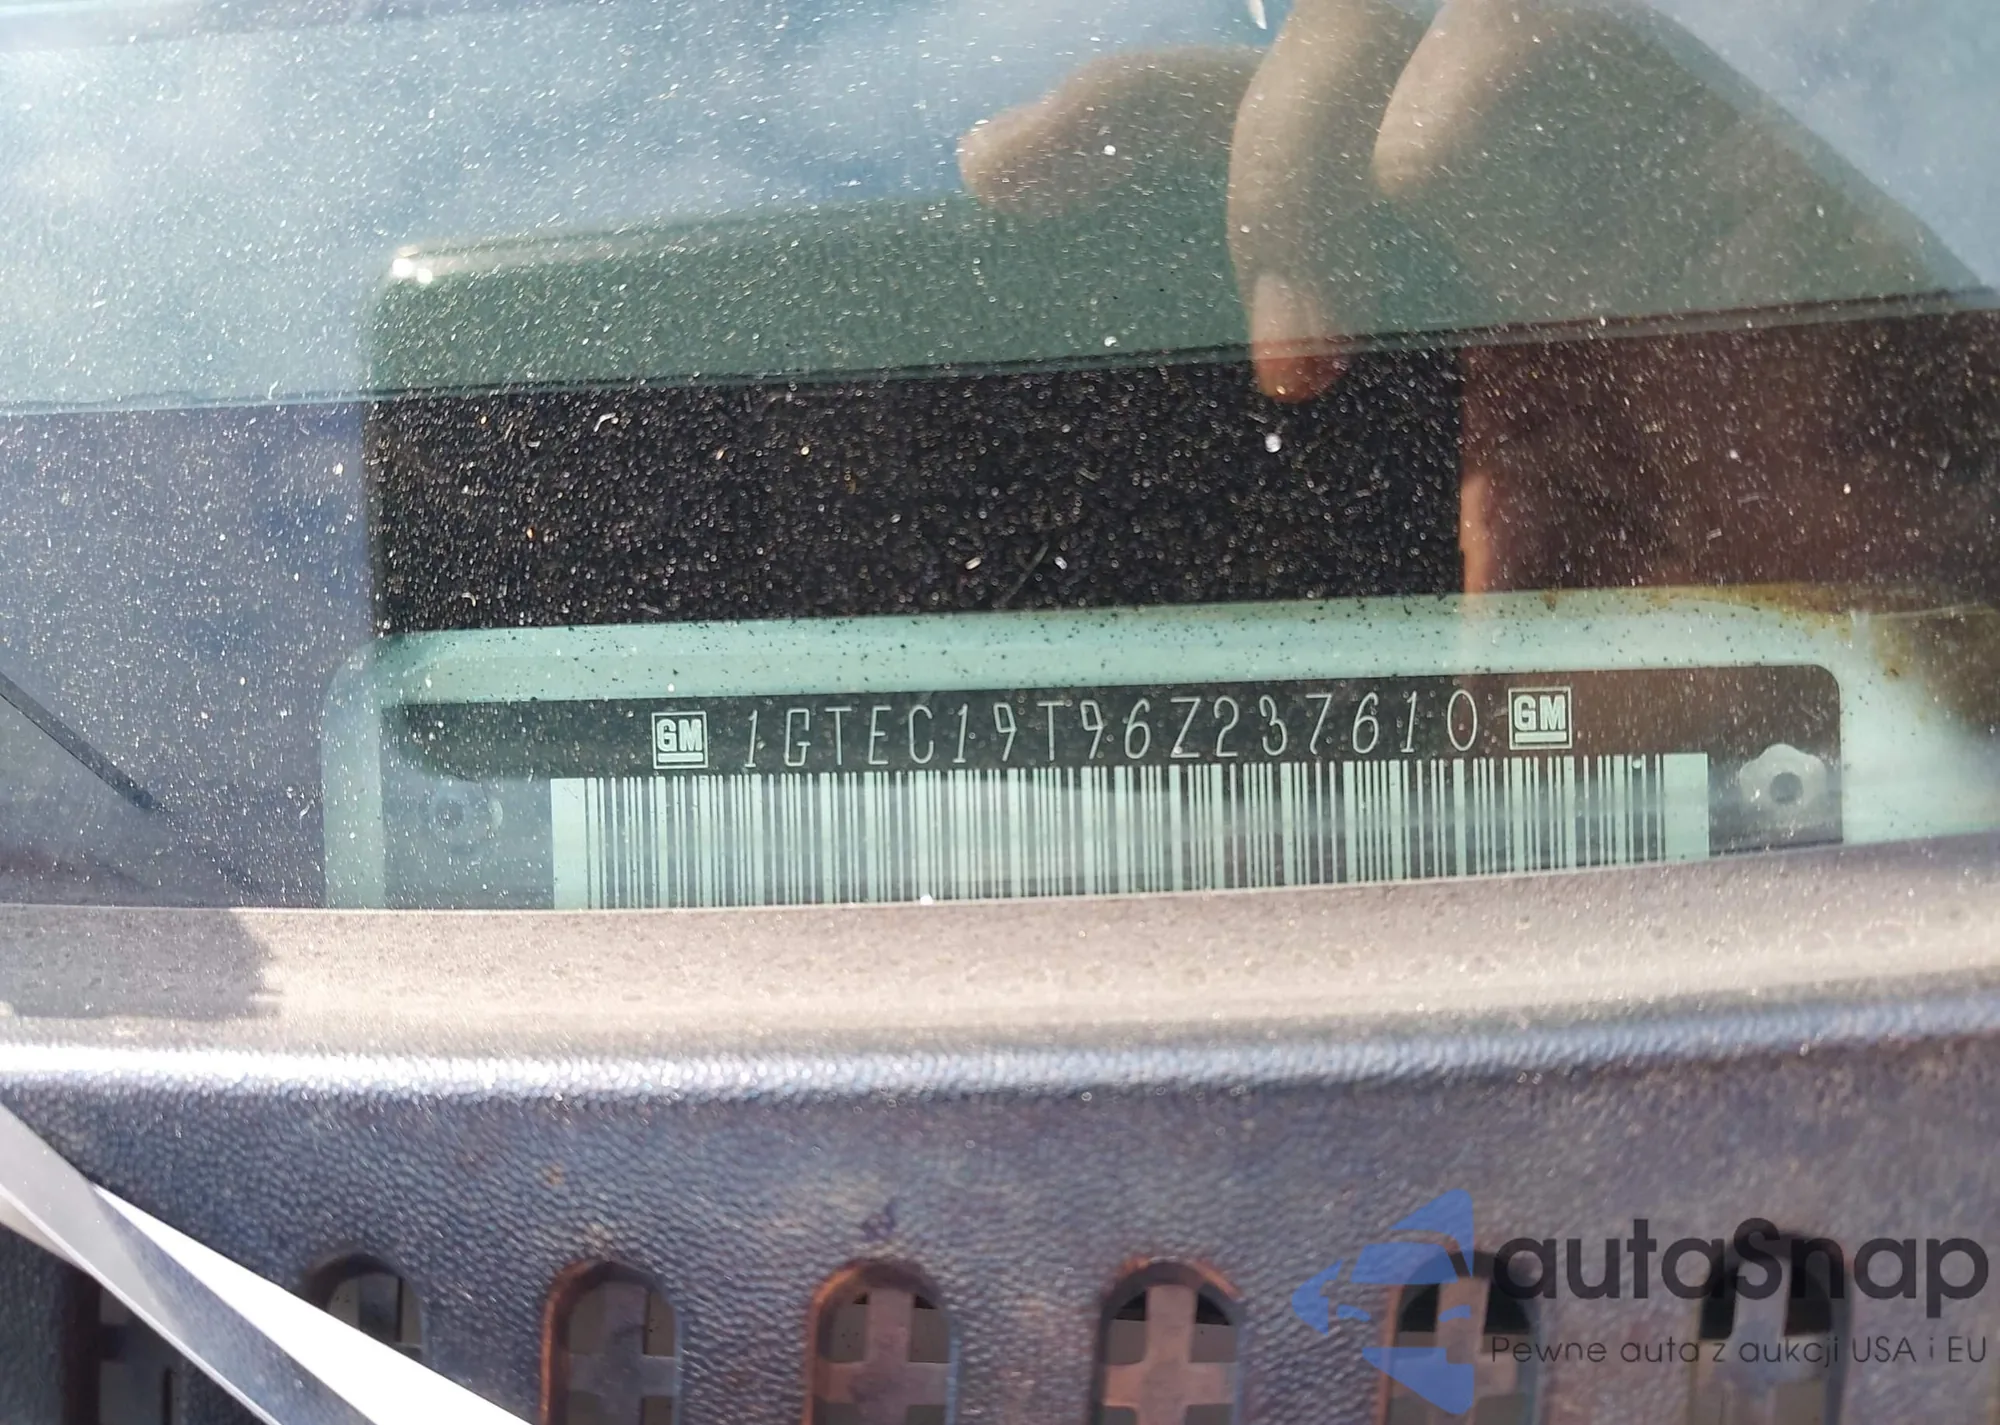 GM 1GTEC19T96Z237610 GM
autaSnap
Pewne auta z aukcji USA i EU